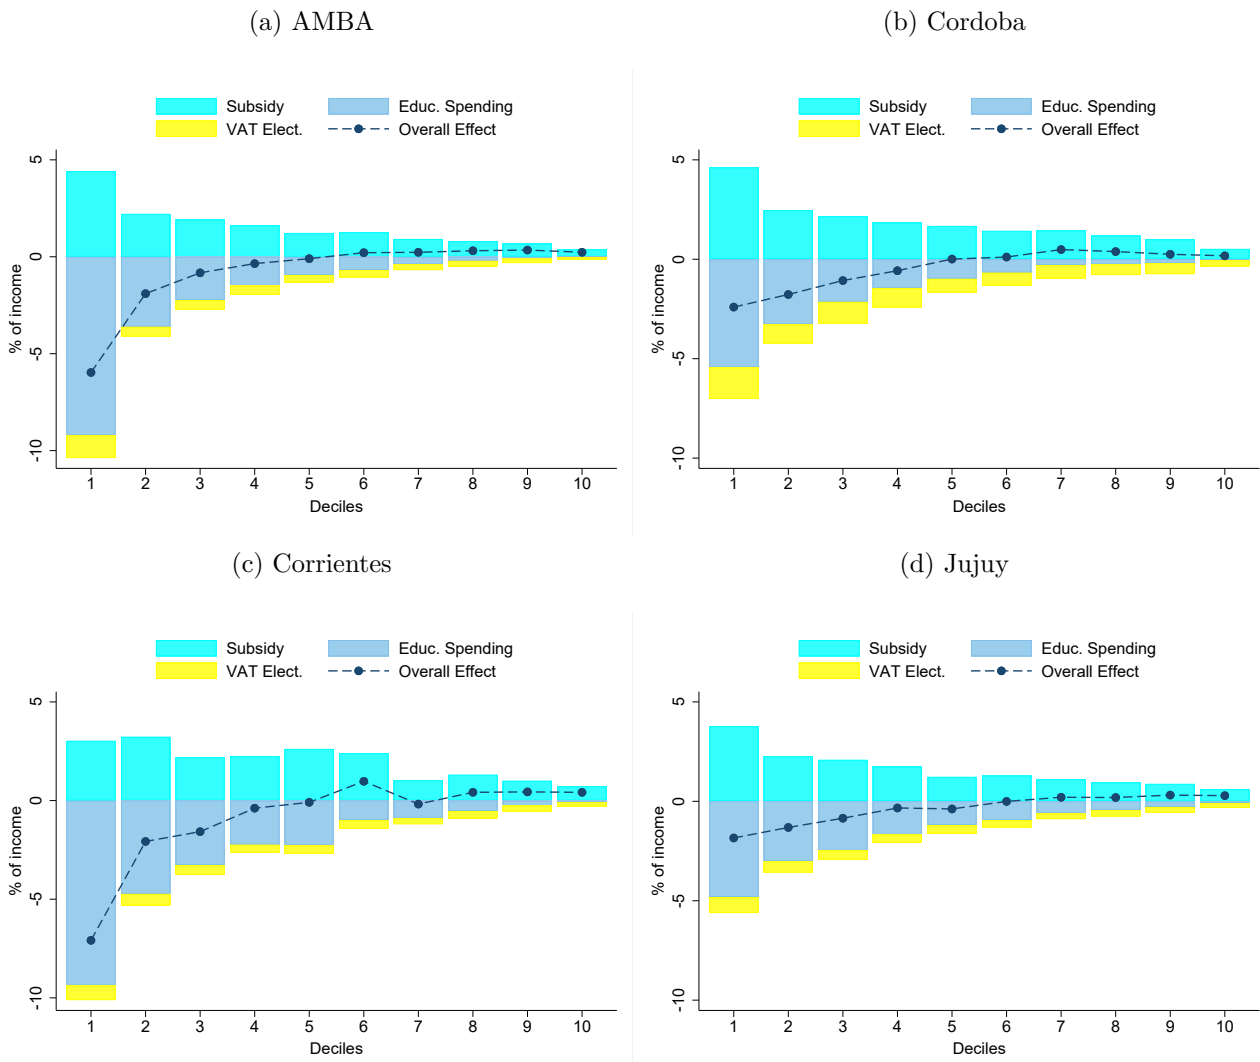 (a) AMBA
Subsidy
Educ. Spending
VAT Elect.
Overall Effect
% of income
5
0
-5
-10
1 2 3 4 5 6 7 8 9 10
Deciles
(b) Cordoba
Subsidy
Educ. Spending
VAT Elect.
Overall Effect
% of income
5
0
-5
-10
1 2 3 4 5 6 7 8 9 10
Deciles
(c) Corrientes
Subsidy
Educ. Spending
VAT Elect.
Overall Effect
% of income
5
0
-5
-10
1 2 3 4 5 6 7 8 9 10
Deciles
(d) Jujuy
Subsidy
Educ. Spending
VAT Elect.
Overall Effect
% of income
5
0
-5
-10
1 2 3 4 5 6 7 8 9 10
Deciles